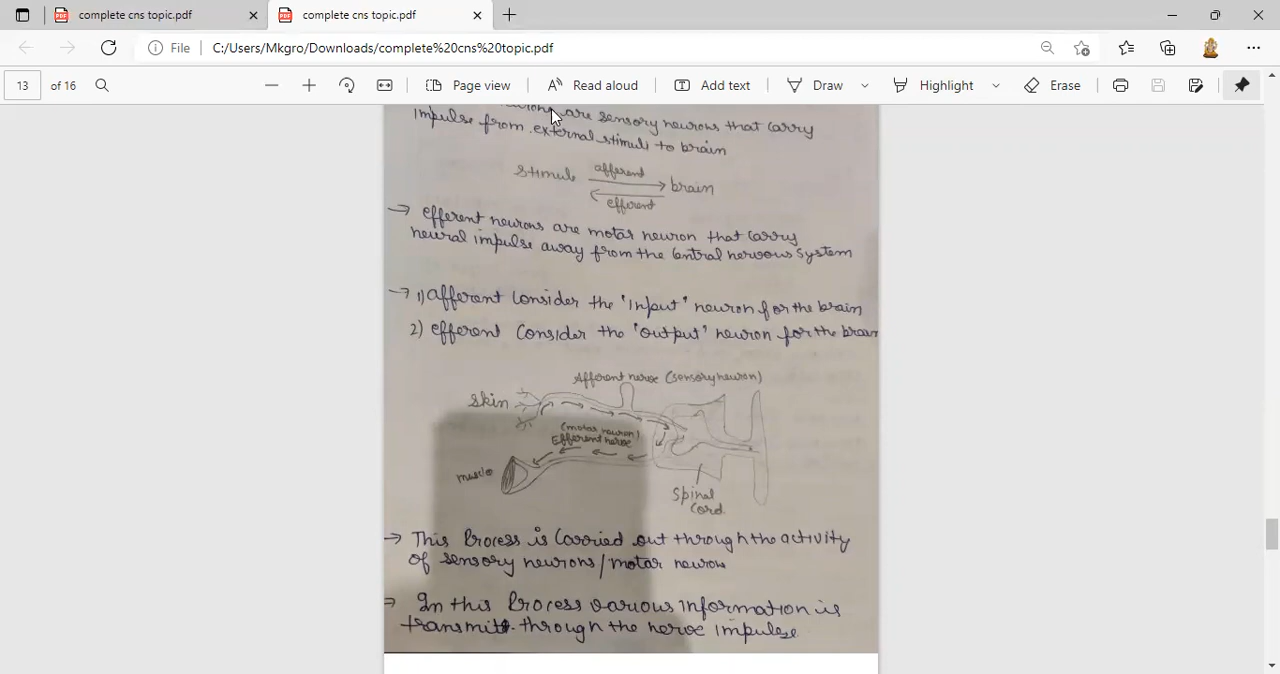 complete cns topic.pdf
complete cns topic.pdf
File C:/Users/Mkgro/Downloads/complete%20cns%20topic.pdf
13 of 16 Page view Read aloud Add text Draw Highlight Erase
are sensory neurons that carry
impulse from external stimuli to brain
stimule afferent brain
efferent
→ efferent neurons are motar neuron that carry
neural impulse away from the Central nervous system
→ 1) afferent Consider the "input" neuron for the brain
2) efferent Consider the "output" neuron for the brain
Afferent nerve (sensory neuron)
skin
(motar neuron)
Efferent nerve
muscle
spinal
Cord
→ This Process is Carried out through the activity
of sensory neurons/motar neuron
→ In this Process various information is
transmitt through the nerve impulse